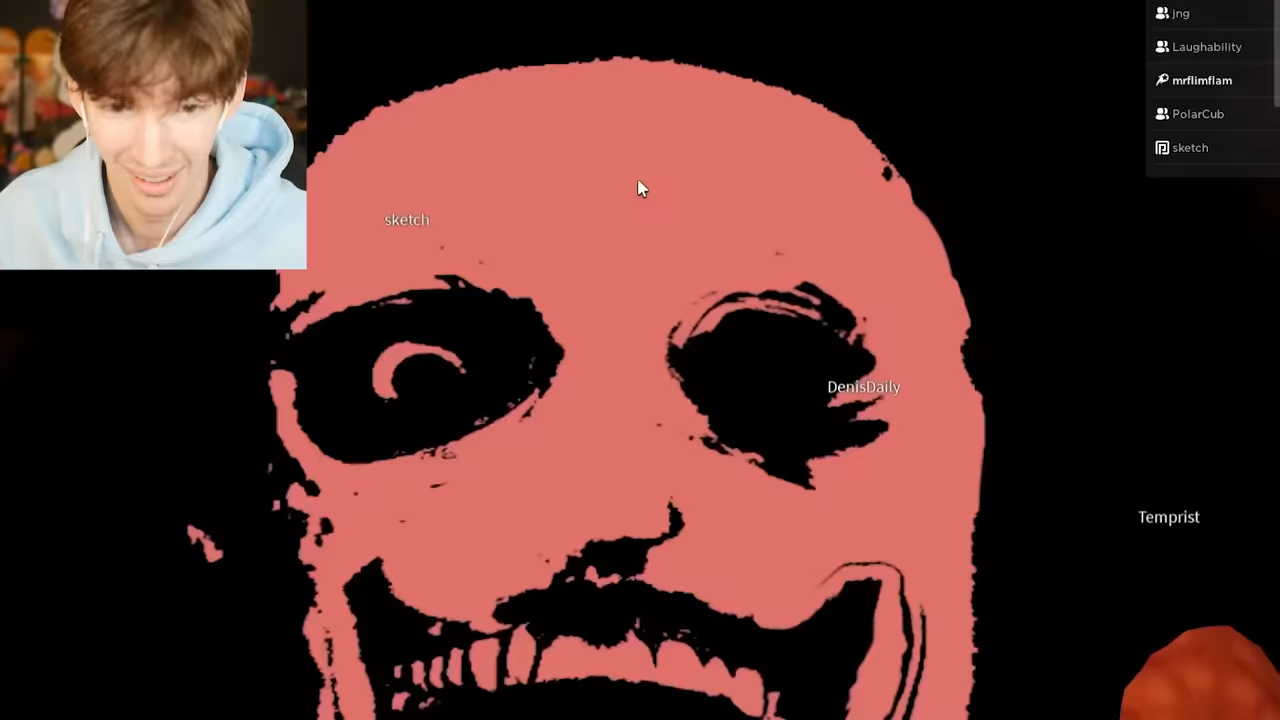 jng
Laughability
mrflimflam
PolarCub
sketch
sketch
DenisDaily
Temprist